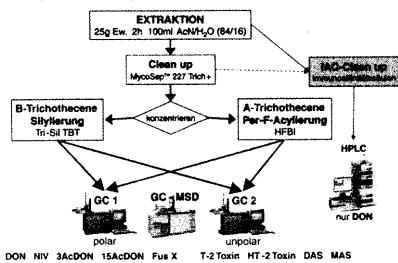 EXTRAKTION
25g Ew. 2h 100ml AcN/H₂O (84/16)
Clean up
MycoSep™ 227 Trich+
IAC-Clean up
B-Trichothecene
Silylierung
Tri-Sil TBT
konzentrieren
A-Trichothecene
Per-F-Acylierung
HFBI
HPLC
nur DON
GC 1
polar
GC - MSD
GC 2
unpolar
DON NIV 3AcDON 15AcDON Fus X T-2 Toxin HT-2 Toxin DAS MAS